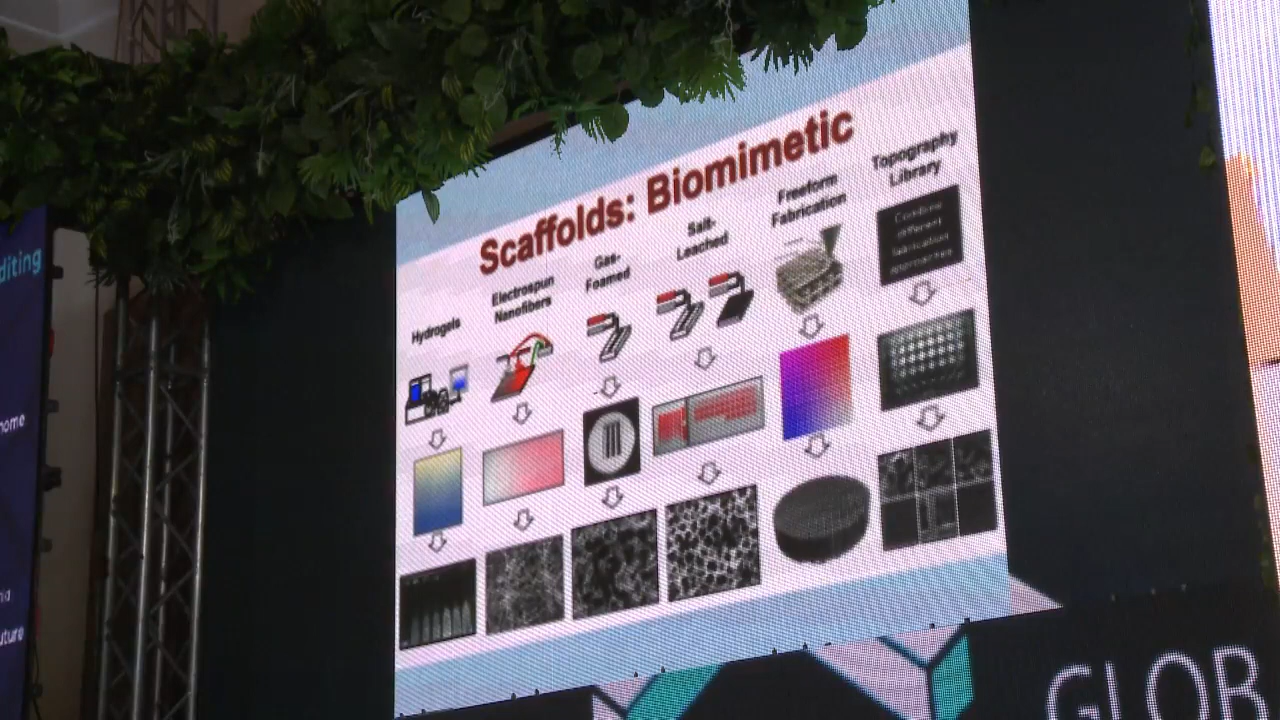 Scaffolds: Biomimetic
Hydrogels
Electrospun
Nanofibers
Gas-
Foamed
Salt-
Leached
Freeform
Fabrication
Topography
Library
Combine
different
fabrication
approaches
diting
ome
uture
GLOB